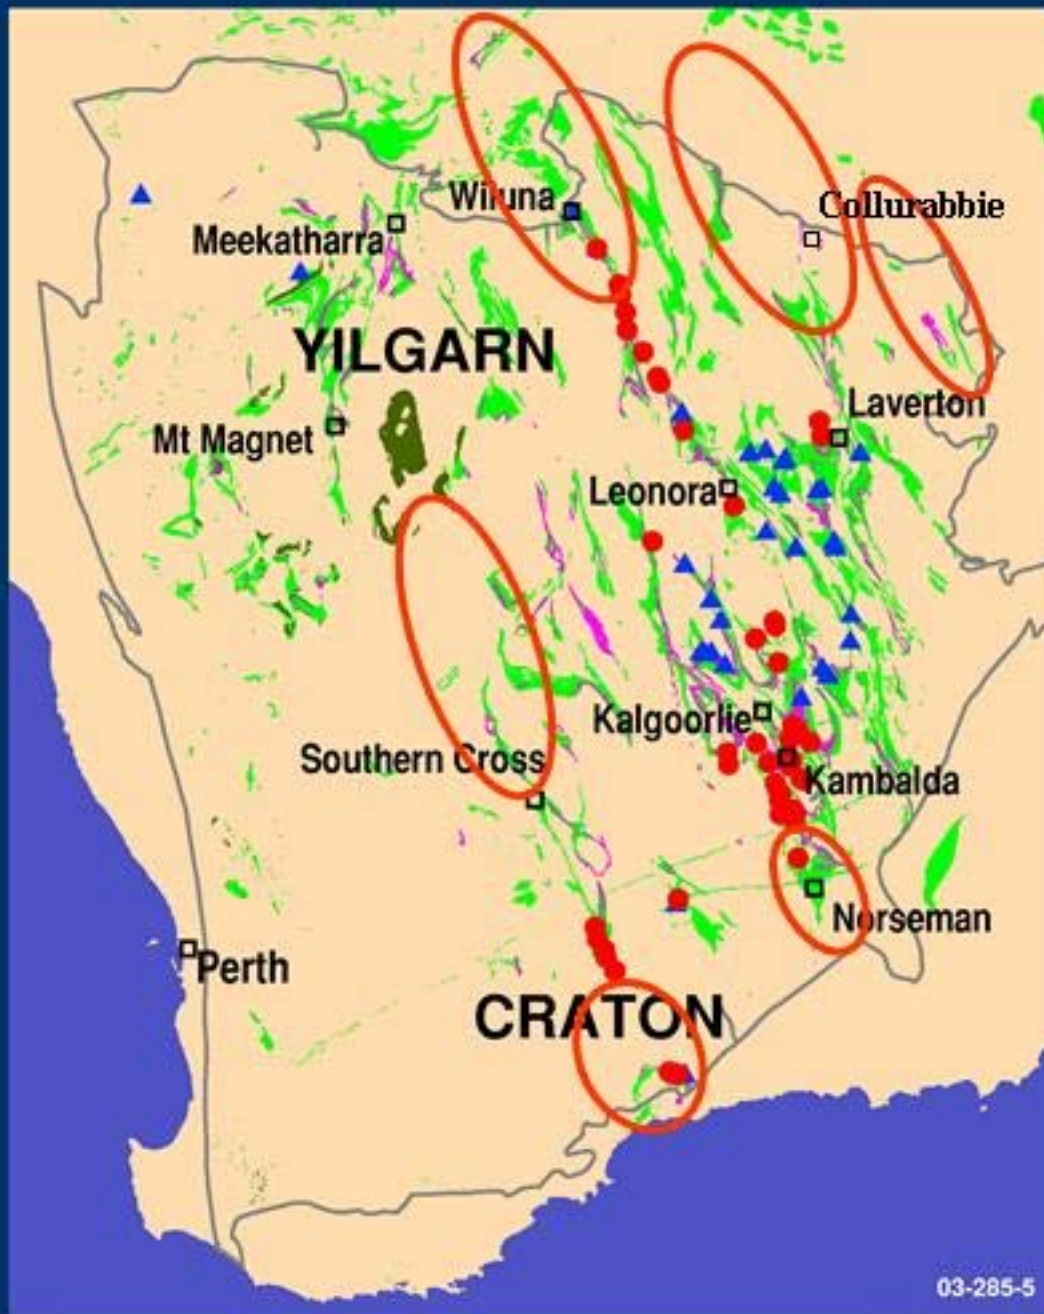 Wiluna
Collurabbie
Meekatharra
YILGARN
Laverton
Mt Magnet
Leonora
Kalgoorlie
Southern Cross
Kambalda
Norseman
Perth
CRATON
03-285-5